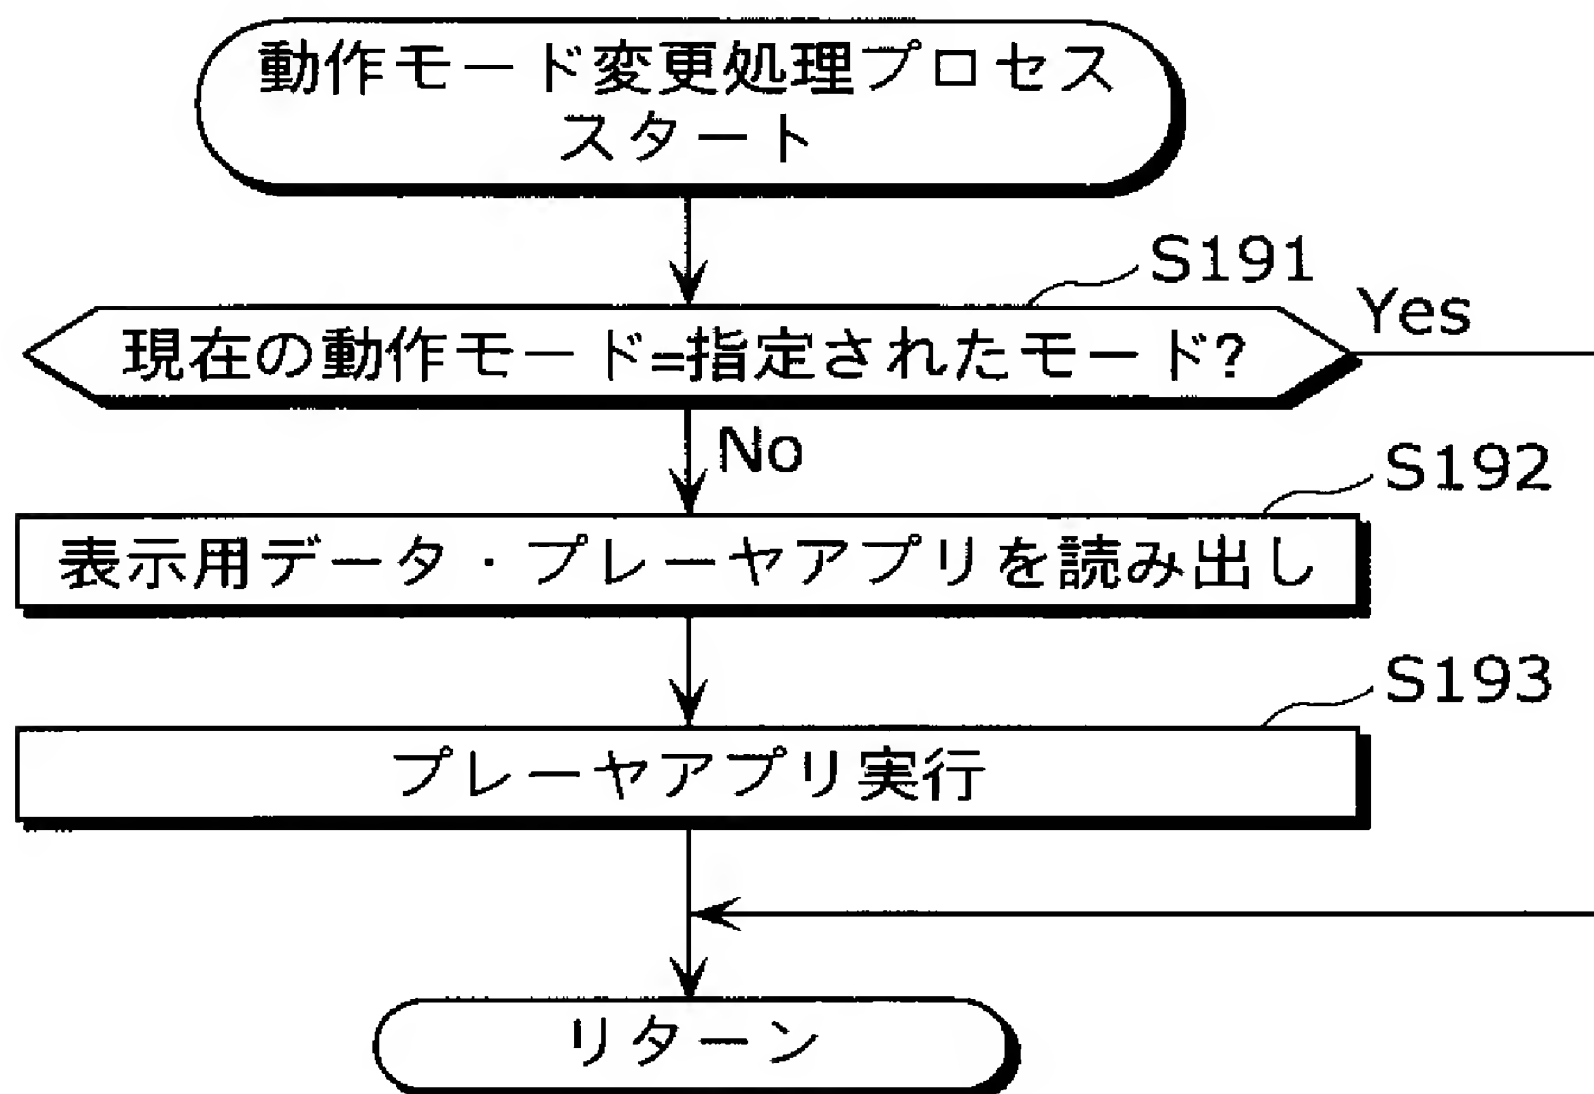 動作モード変更処理プロセス
スタート
S191
現在の動作モード=指定されたモード?
Yes
No
S192
表示用データ・プレーヤアプリを読み出し
S193
プレーヤアプリ実行
リターン